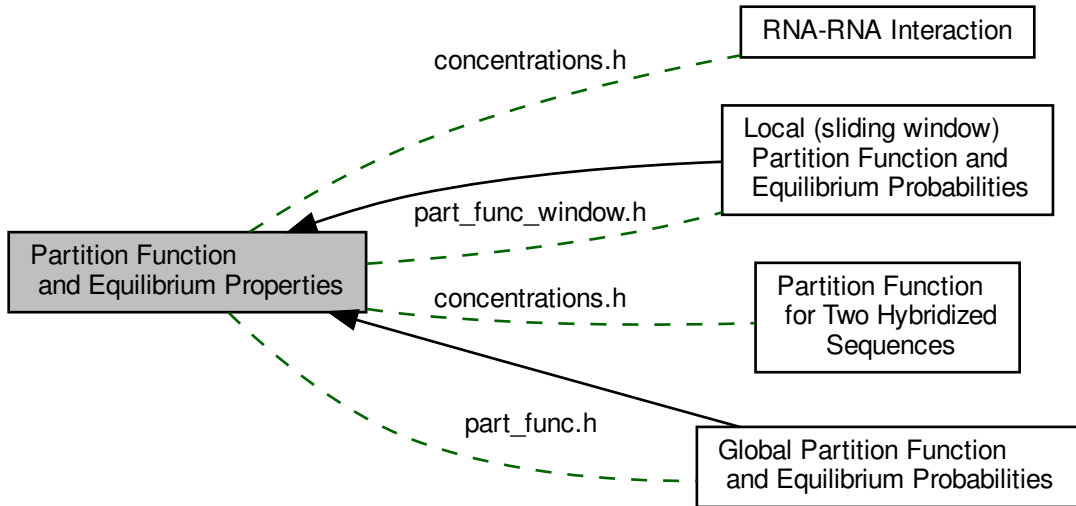 RNA-RNA Interaction
concentrations.h
Local (sliding window)
Partition Function and
Equilibrium Probabilities
part_func_window.h
Partition Function
and Equilibrium Properties
concentrations.h
Partition Function
for Two Hybridized
Sequences
part_func.h
Global Partition Function
and Equilibrium Probabilities